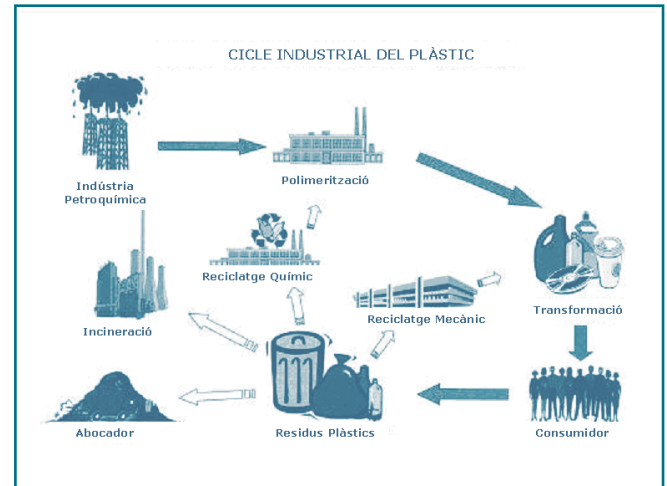 CICLE INDUSTRIAL DEL PLÀSTIC
Indústria
Petroquímica
Polimerització
Reciclatge Químic
Reciclatge Mecànic
Transformació
Incineració
Abocador
Residus Plàstics
Consumidor